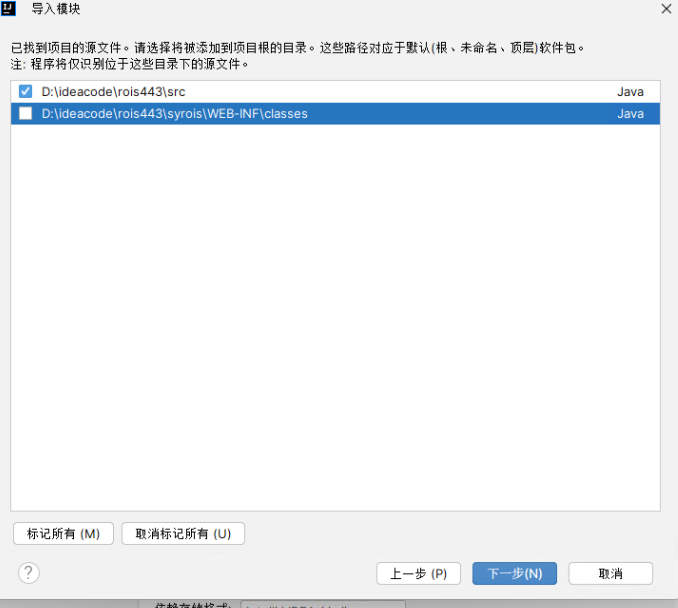 导入模块
已找到项目的源文件。请选择将被添加到项目根的目录。这些路径对应于默认(根、未命名、顶层)软件包。
注: 程序将仅识别位于这些目录下的源文件。
D:\ideacode\rois443\src Java
D:\ideacode\rois443\syrois\WEB-INF\classes Java
标记所有 (M) 取消标记所有 (U)
? 上一步 (P) 下一步(N) 取消